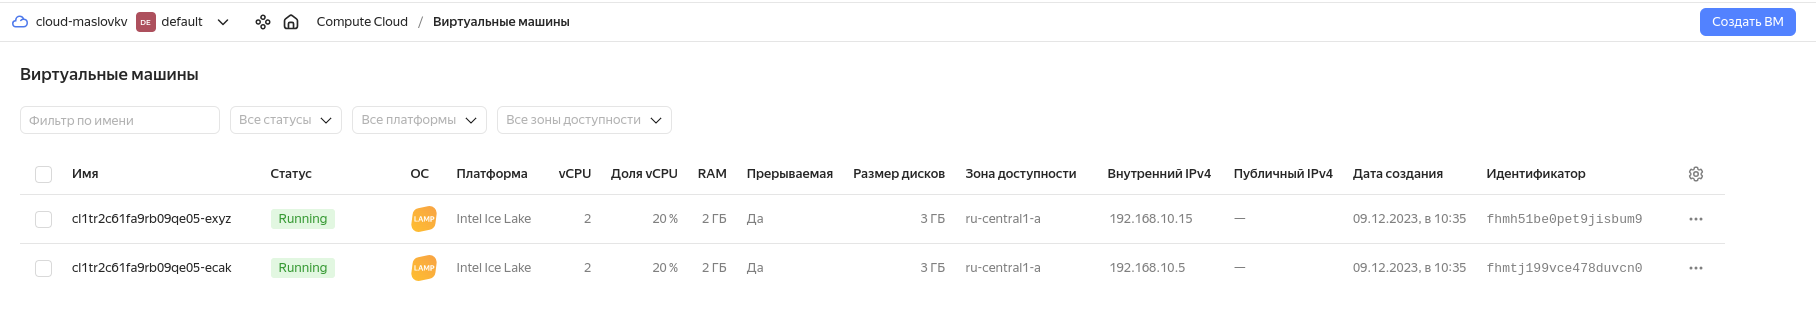 cloud-maslovkv DE default Compute Cloud / Виртуальные машины Создать ВМ
Виртуальные машины
Фильтр по имени Все статусы Все платформы Все зоны доступности
Имя Статус ОС Платформа vCPU Доля vCPU RAM Прерываемая Размер дисков Зона доступности Внутренний IPv4 Публичный IPv4 Дата создания Идентификатор
cl1tr2c61fa9rb09qe05-exyz Running LAMP Intel Ice Lake 2 20 % 2 ГБ Да 3 ГБ ru-central1-a 192.168.10.15 — 09.12.2023, в 10:35 fhmh51be0pet9jisbum9
cl1tr2c61fa9rb09qe05-ecak Running LAMP Intel Ice Lake 2 20 % 2 ГБ Да 3 ГБ ru-central1-a 192.168.10.5 — 09.12.2023, в 10:35 fhmtj199vce478duvcn0